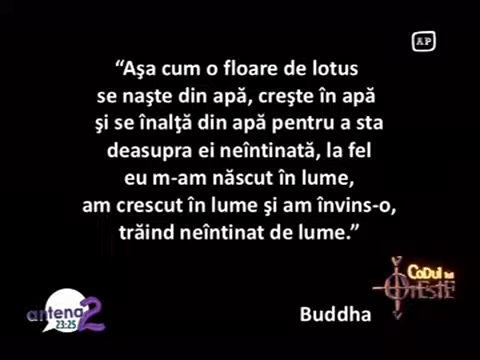 AP
“Aşa cum o floare de lotus
se naşte din apă, creşte în apă
şi se înalţă din apă pentru a sta
deasupra ei neîntinată, la fel
eu m-am născut în lume,
am crescut în lume şi am învins-o,
trăind neîntinat de lume.”
CoDul lui
OresTe
Buddha
antena 2
23:25